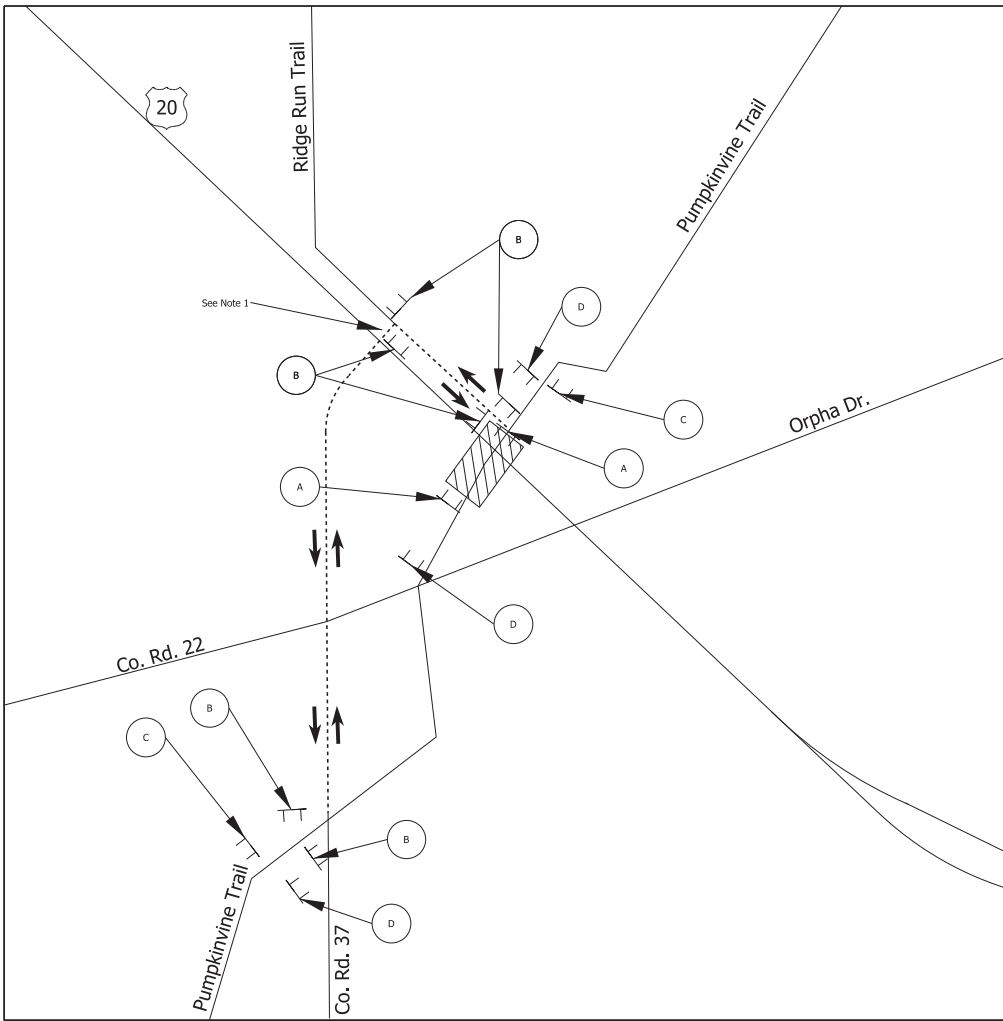 Ridge Run Trail
20
Pumpkinvine Trail
B
D
See Note 1
B
C
Orpha Dr.
A
A
D
Co. Rd. 22
B
C
B
D
Pumpkinvine Trail
Co. Rd. 37